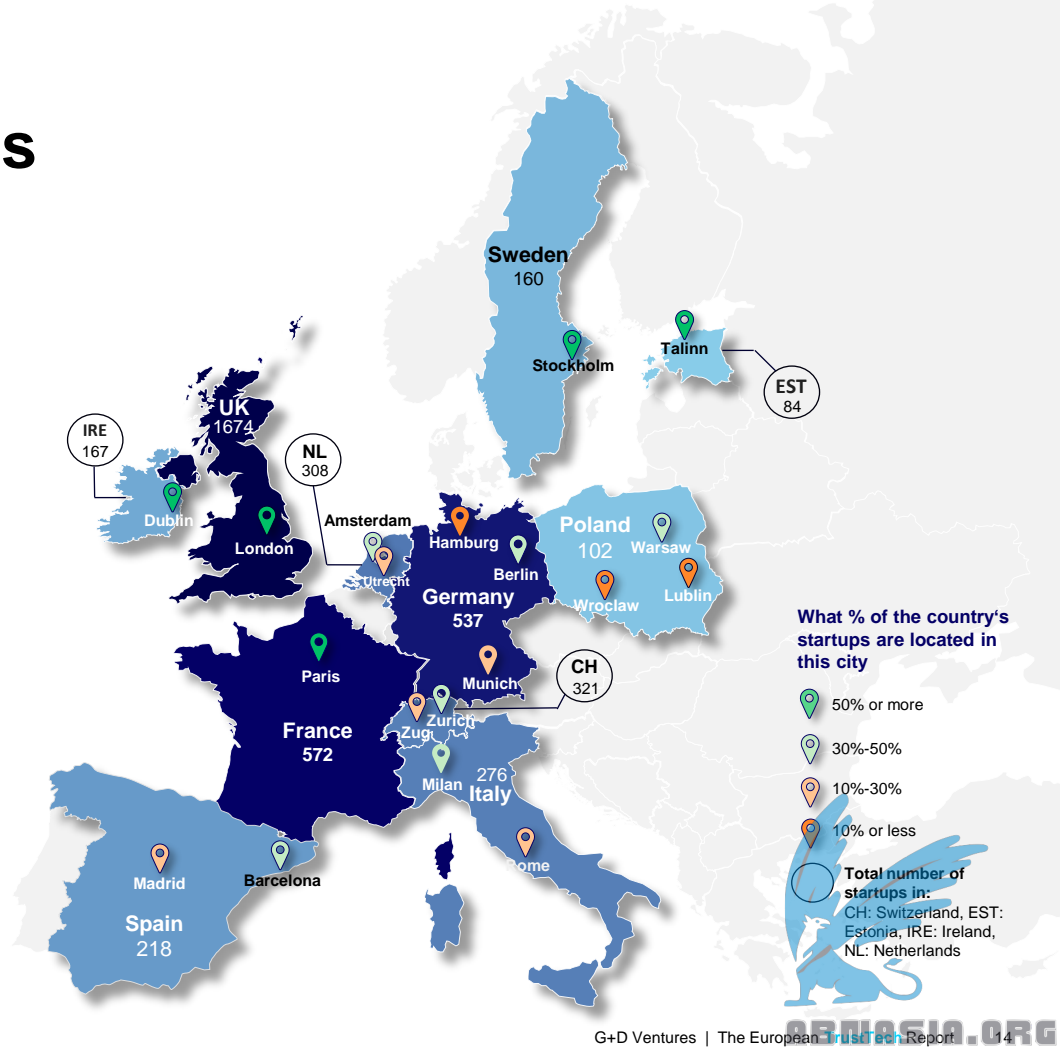 s
Sweden
160
Stockholm
Talinn
EST
84
UK
1674
IRE
167
NL
308
Dublin
London
Amsterdam
Utrecht
Hamburg
Berlin
Germany
537
Munich
Poland
102
Warsaw
Wroclaw
Lublin
Paris
France
572
CH
321
Zurich
Zug
Milan
276
Italy
Rome
Madrid
Barcelona
Spain
218
What % of the country‘s
startups are located in
this city
50% or more
30%-50%
10%-30%
10% or less
Total number of
startups in:
CH: Switzerland, EST:
Estonia, IRE: Ireland,
NL: Netherlands
G+D Ventures | The European TrustTech Report 14